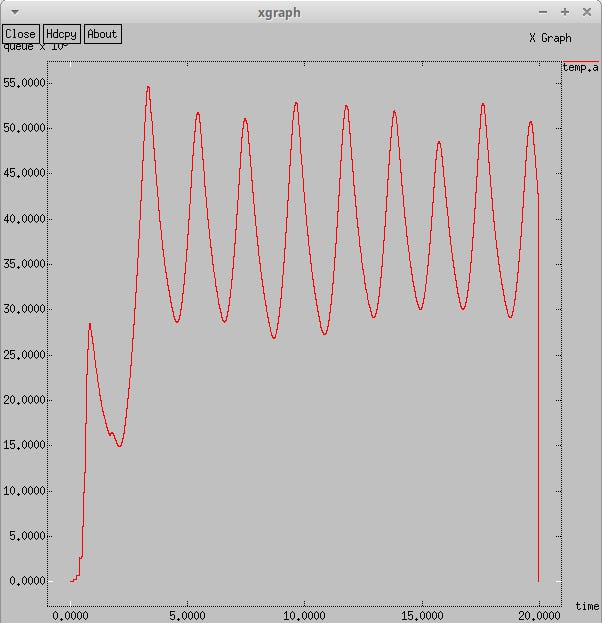 xgraph
Close Hdcpy About
X Graph
queue x 10
temp.a
55.0000
50.0000
45.0000
40.0000
35.0000
30.0000
25.0000
20.0000
15.0000
10.0000
5.0000
0.0000
time
0.0000 5.0000 10.0000 15.0000 20.0000